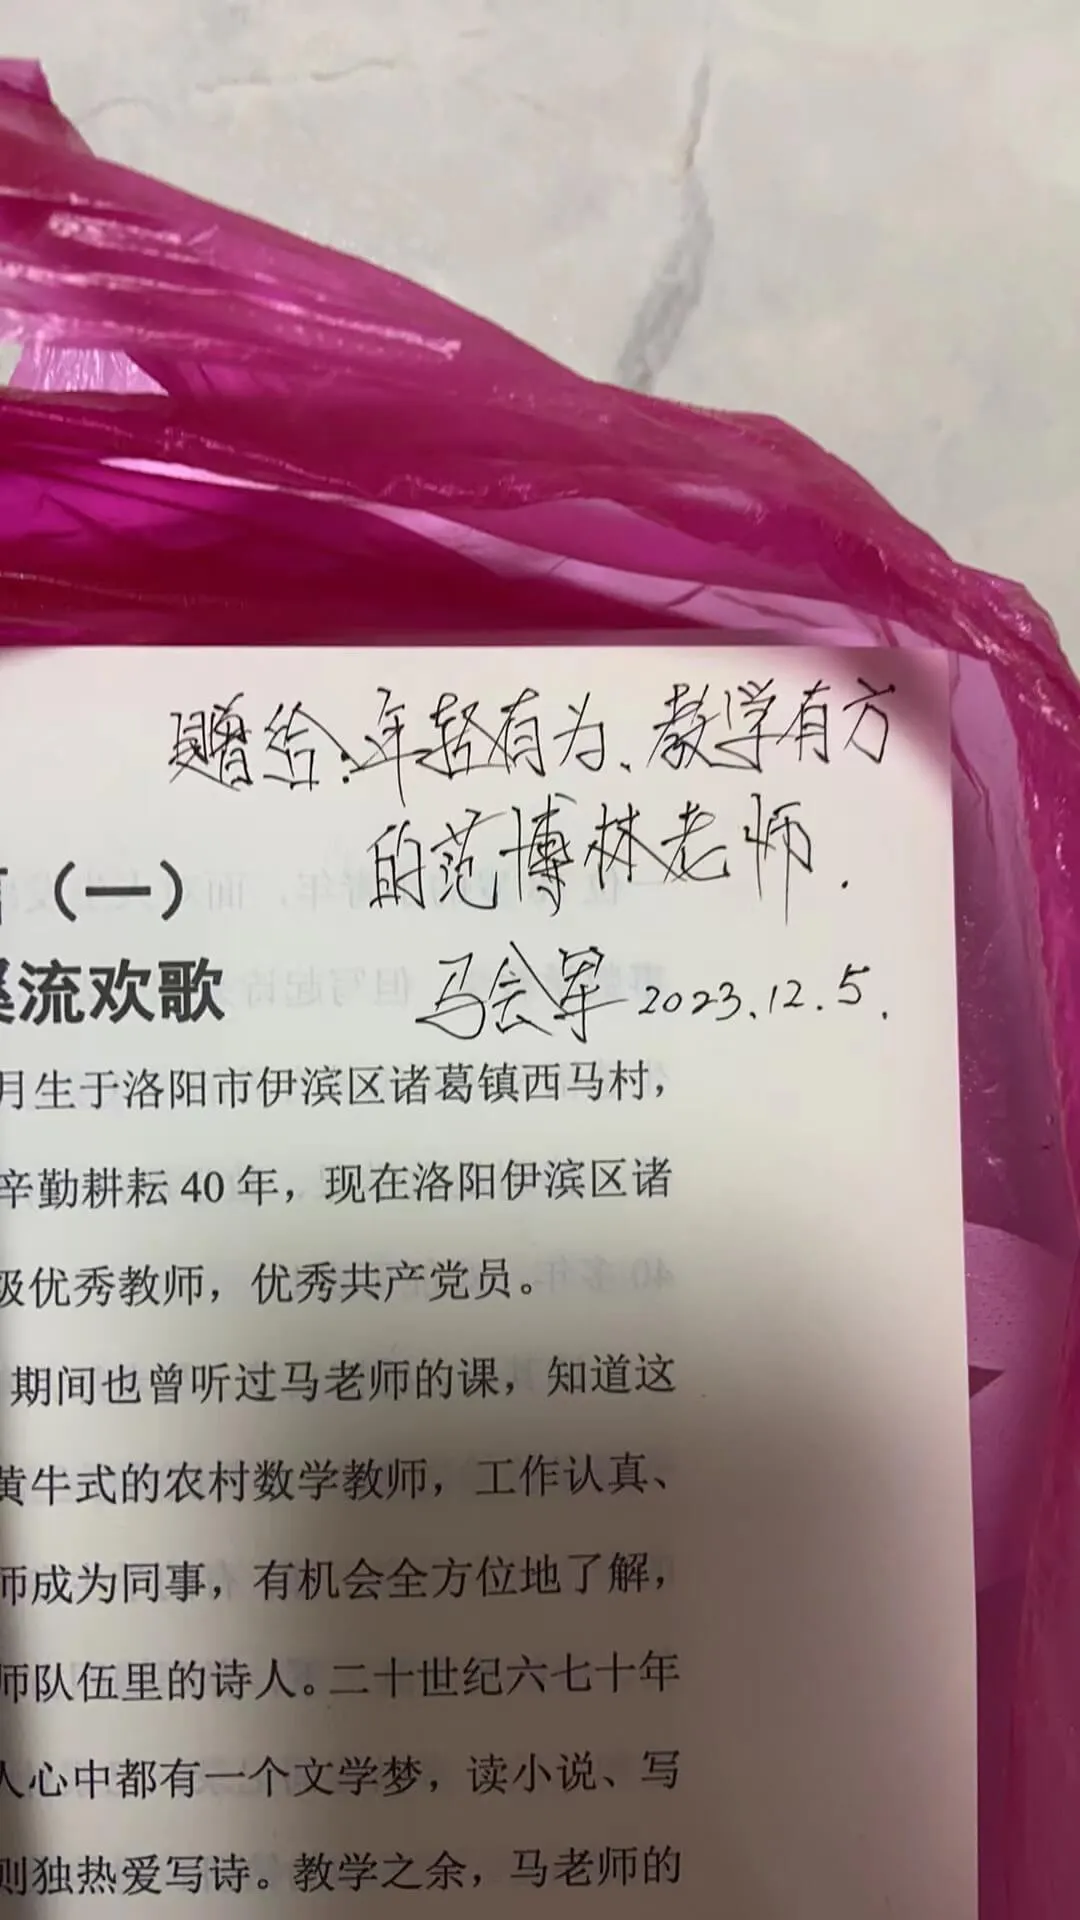 赠给:年轻有为、教学有方
的范博林老师.
马会军 2023.12.5.
（一）
流欢歌
月生于洛阳市伊滨区诸葛镇西马村，
辛勤耕耘 40 年，现在洛阳伊滨区诸
级优秀教师，优秀共产党员。
期间也曾听过马老师的课，知道这
黄牛式的农村数学教师，工作认真、
师成为同事，有机会全方位地了解，
师队伍里的诗人。二十世纪六七十年
人心中都有一个文学梦，读小说、写
则独热爱写诗。教学之余，马老师的